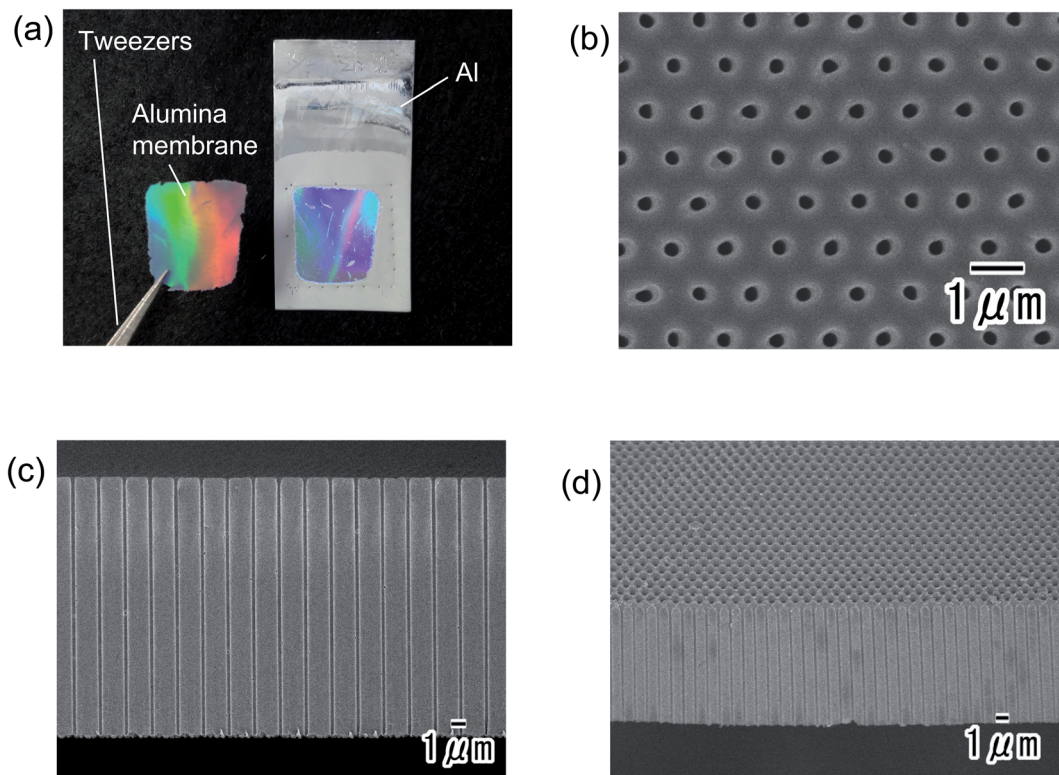 (a)
Tweezers
Alumina
membrane
Al
(b)
1 μm
(c)
1 μm
(d)
1 μm